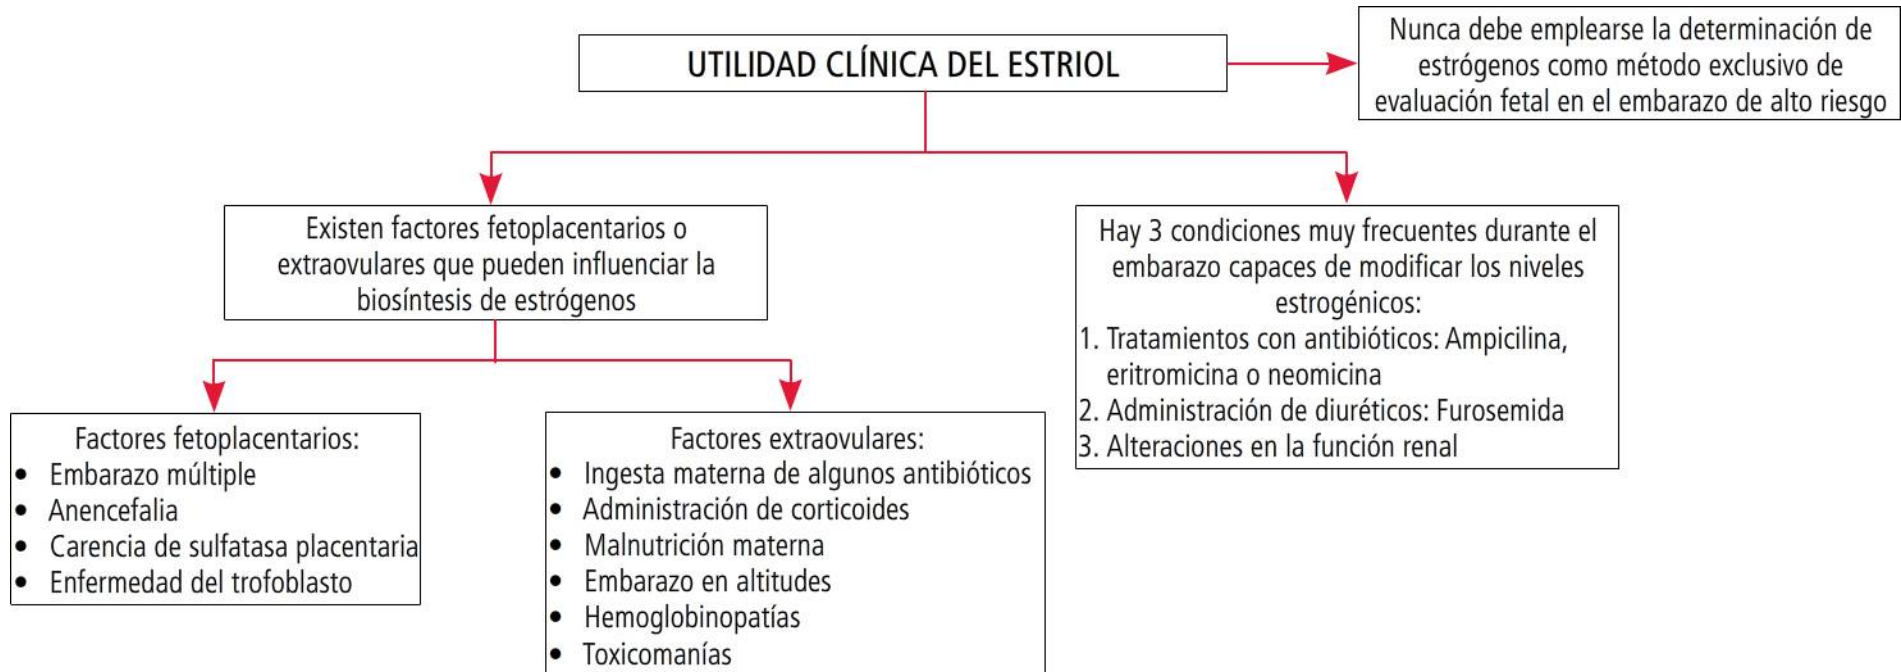 UTILIDAD CLÍNICA DEL ESTRIOL
Nunca debe emplearse la determinación de
estrógenos como método exclusivo de
evaluación fetal en el embarazo de alto riesgo
Existen factores fetoplacentarios o
extraovulares que pueden influenciar la
biosíntesis de estrógenos
Hay 3 condiciones muy frecuentes durante el
embarazo capaces de modificar los niveles
estrogénicos:
1. Tratamientos con antibióticos: Ampicilina,
eritromicina o neomicina
2. Administración de diuréticos: Furosemida
3. Alteraciones en la función renal
Factores fetoplacentarios:
• Embarazo múltiple
• Anencefalia
• Carencia de sulfatasa placentaria
• Enfermedad del trofoblasto
Factores extraovulares:
• Ingesta materna de algunos antibióticos
• Administración de corticoides
• Malnutrición materna
• Embarazo en altitudes
• Hemoglobinopatías
• Toxicomanías